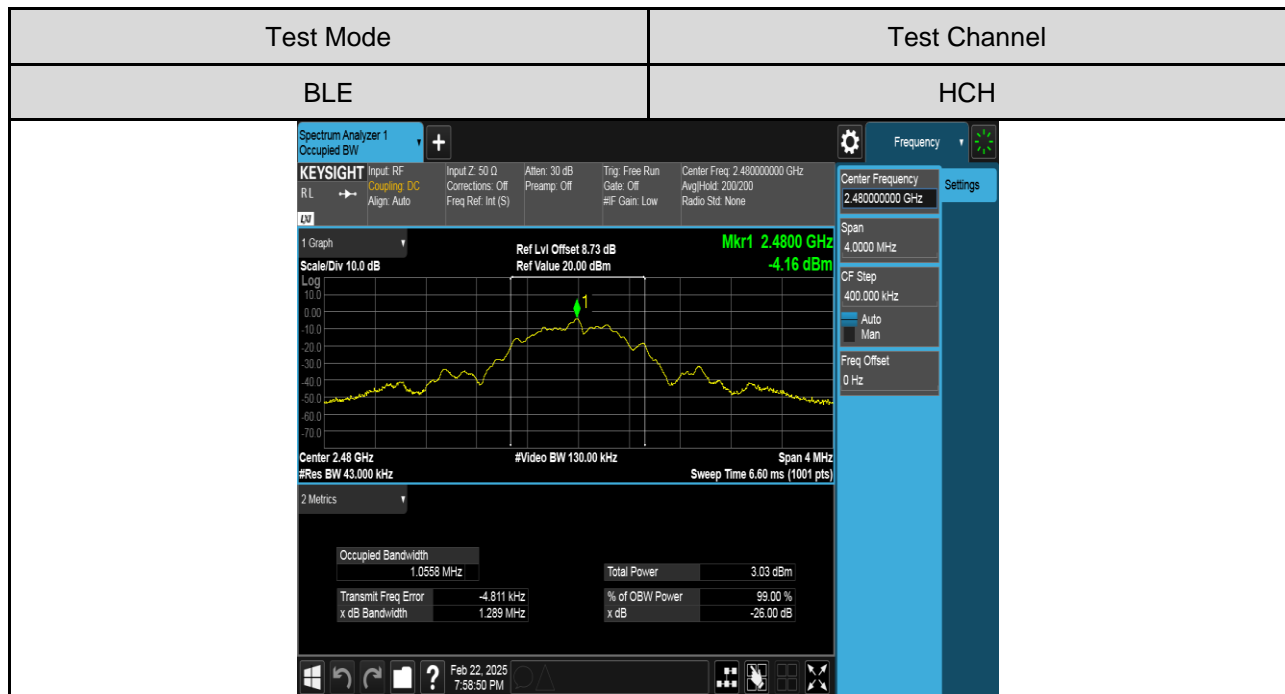 Test Mode
Test Channel
BLE
HCH
Spectrum Analyzer 1
Occupied BW
+
Frequency
KEYSIGHT
RL
LXI
Input: RF
Coupling: DC
Align: Auto
Input Z: 50 Ω
Corrections: Off
Freq Ref: Int (S)
Atten: 30 dB
Preamp: Off
Trig: Free Run
Gate: Off
#IF Gain: Low
Center Freq: 2.480000000 GHz
Avg|Hold: 200/200
Radio Std: None
Center Frequency
2.480000000 GHz
Settings
Span
4.0000 MHz
CF Step
400.000 kHz
Auto
Man
Freq Offset
0 Hz
1 Graph
Scale/Div 10.0 dB
Ref Lvl Offset 8.73 dB
Ref Value 20.00 dBm
Mkr1 2.4800 GHz
-4.16 dBm
Log
10.0
0.00
-10.0
-20.0
-30.0
-40.0
-50.0
-60.0
-70.0
1
Center 2.48 GHz
#Res BW 43.000 kHz
#Video BW 130.00 kHz
Span 4 MHz
Sweep Time 6.60 ms (1001 pts)
2 Metrics
Occupied Bandwidth
1.0558 MHz
Total Power 3.03 dBm
Transmit Freq Error -4.811 kHz
% of OBW Power 99.00 %
x dB Bandwidth 1.289 MHz
x dB -26.00 dB
?
Feb 22, 2025
7:58:50 PM